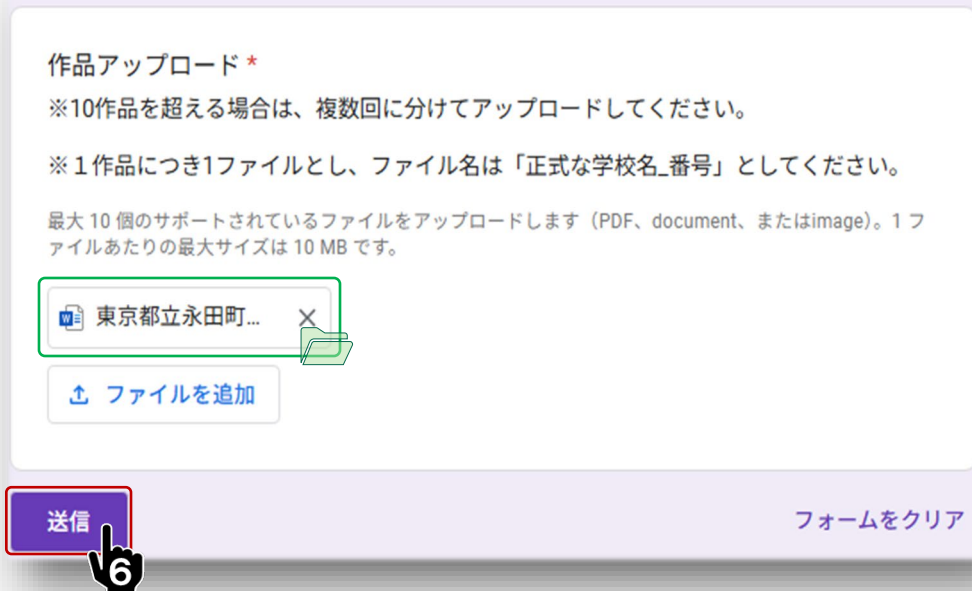 作品アップロード *
※10作品を超える場合は、複数回に分けてアップロードしてください。
※１作品につき1ファイルとし、ファイル名は「正式な学校名_番号」としてください。
最大 10 個のサポートされているファイルをアップロードします（PDF、document、またはimage）。1 フ
ァイルあたりの最大サイズは 10 MB です。
東京都立永田町...
ファイルを追加
送信
フォームをクリア
6